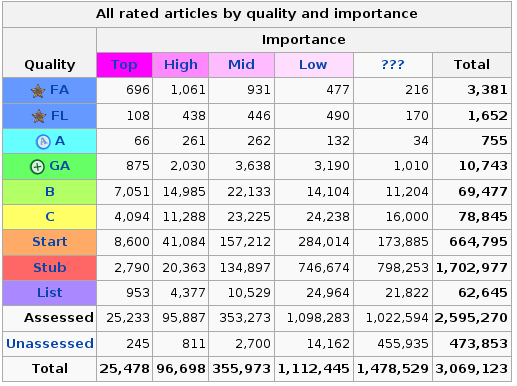 All rated articles by quality and importance
Importance
Quality Top High Mid Low ??? Total
FA 696 1,061 931 477 216 3,381
FL 108 438 446 490 170 1,652
A 66 261 262 132 34 755
GA 875 2,030 3,638 3,190 1,010 10,743
B 7,051 14,985 22,133 14,104 11,204 69,477
C 4,094 11,288 23,225 24,238 16,000 78,845
Start 8,600 41,084 157,212 284,014 173,885 664,795
Stub 2,790 20,363 134,897 746,674 798,253 1,702,977
List 953 4,377 10,529 24,964 21,822 62,645
Assessed 25,233 95,887 353,273 1,098,283 1,022,594 2,595,270
Unassessed 245 811 2,700 14,162 455,935 473,853
Total 25,478 96,698 355,973 1,112,445 1,478,529 3,069,123